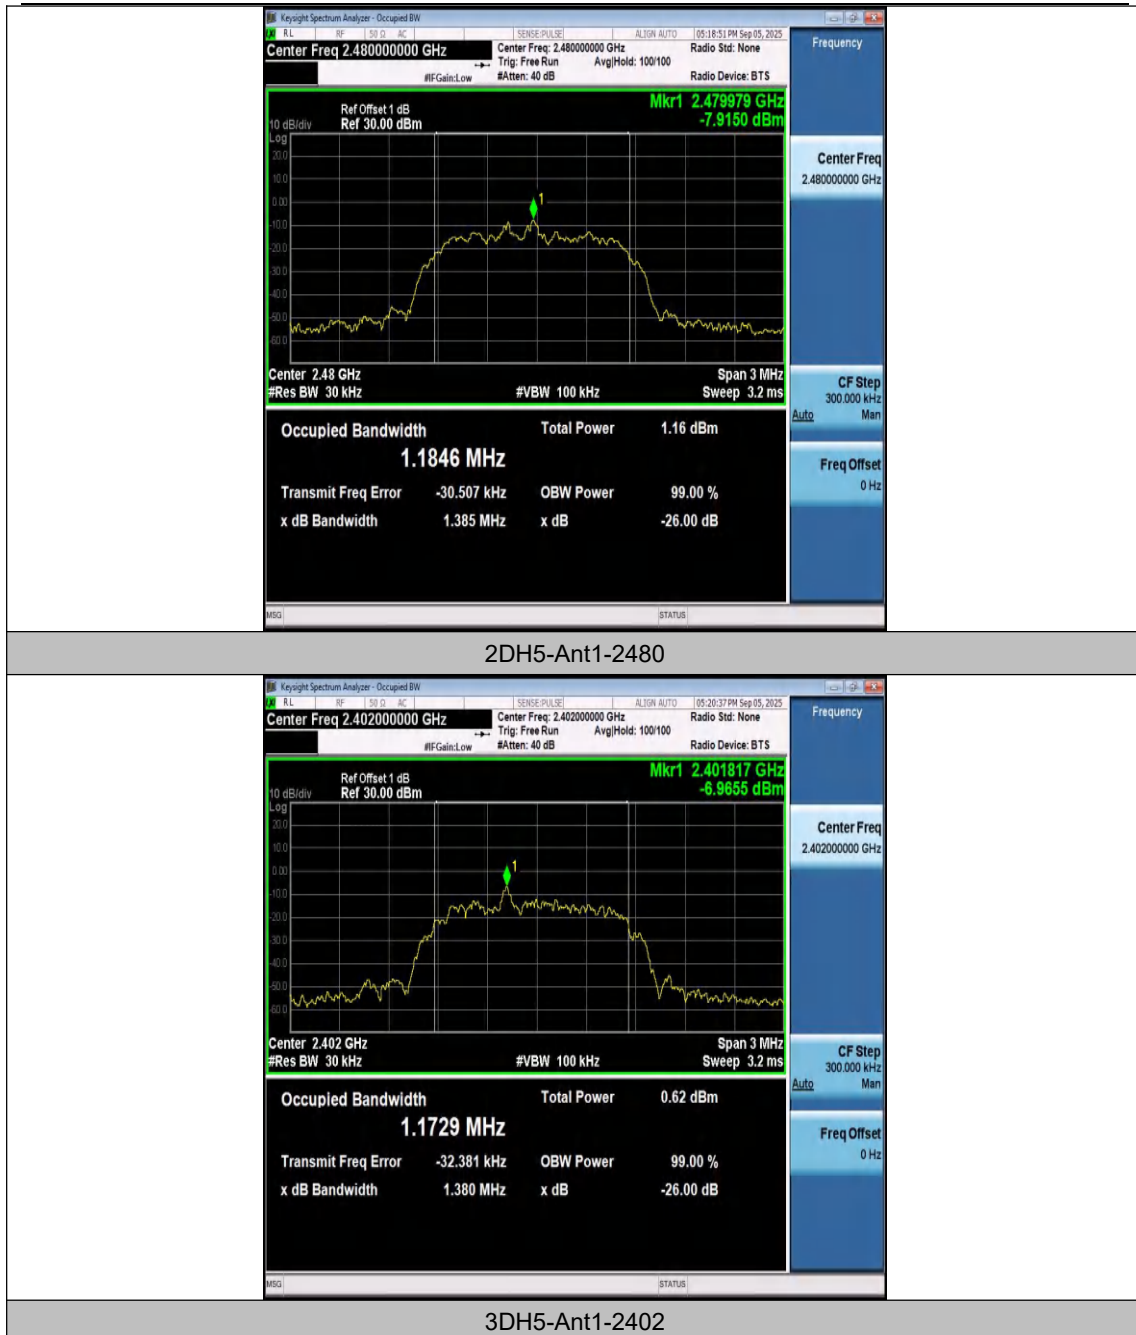 Keysight Spectrum Analyzer - Occupied BW
RL RF 50 Ω AC SENSE:PULSE ALIGN AUTO 05:18:51 PM Sep 05, 2025
Center Freq 2.480000000 GHz Center Freq: 2.480000000 GHz Radio Std: None Frequency
Trig: Free Run Avg|Hold: 100/100
#IFGain:Low #Atten: 40 dB Radio Device: BTS
Mkr1 2.479979 GHz
Ref Offset 1 dB -7.9150 dBm
10 dB/div Ref 30.00 dBm
Log
20.0
10.0
0.00
-10.0
-20.0
-30.0
-40.0
-50.0
-60.0
1
Center Freq
2.480000000 GHz
Center 2.48 GHz Span 3 MHz
#Res BW 30 kHz #VBW 100 kHz Sweep 3.2 ms
CF Step
300.000 kHz
Auto Man
Occupied Bandwidth Total Power 1.16 dBm
1.1846 MHz
Freq Offset
0 Hz
Transmit Freq Error -30.507 kHz OBW Power 99.00 %
x dB Bandwidth 1.385 MHz x dB -26.00 dB
MSG STATUS
2DH5-Ant1-2480
Keysight Spectrum Analyzer - Occupied BW
RL RF 50 Ω AC SENSE:PULSE ALIGN AUTO 05:20:37 PM Sep 05, 2025
Center Freq 2.402000000 GHz Center Freq: 2.402000000 GHz Radio Std: None Frequency
Trig: Free Run Avg|Hold: 100/100
#IFGain:Low #Atten: 40 dB Radio Device: BTS
Mkr1 2.401817 GHz
Ref Offset 1 dB -6.9655 dBm
10 dB/div Ref 30.00 dBm
Log
20.0
10.0
0.00
-10.0
-20.0
-30.0
-40.0
-50.0
-60.0
1
Center Freq
2.402000000 GHz
Center 2.402 GHz Span 3 MHz
#Res BW 30 kHz #VBW 100 kHz Sweep 3.2 ms
CF Step
300.000 kHz
Auto Man
Occupied Bandwidth Total Power 0.62 dBm
1.1729 MHz
Freq Offset
0 Hz
Transmit Freq Error -32.381 kHz OBW Power 99.00 %
x dB Bandwidth 1.380 MHz x dB -26.00 dB
MSG STATUS
3DH5-Ant1-2402